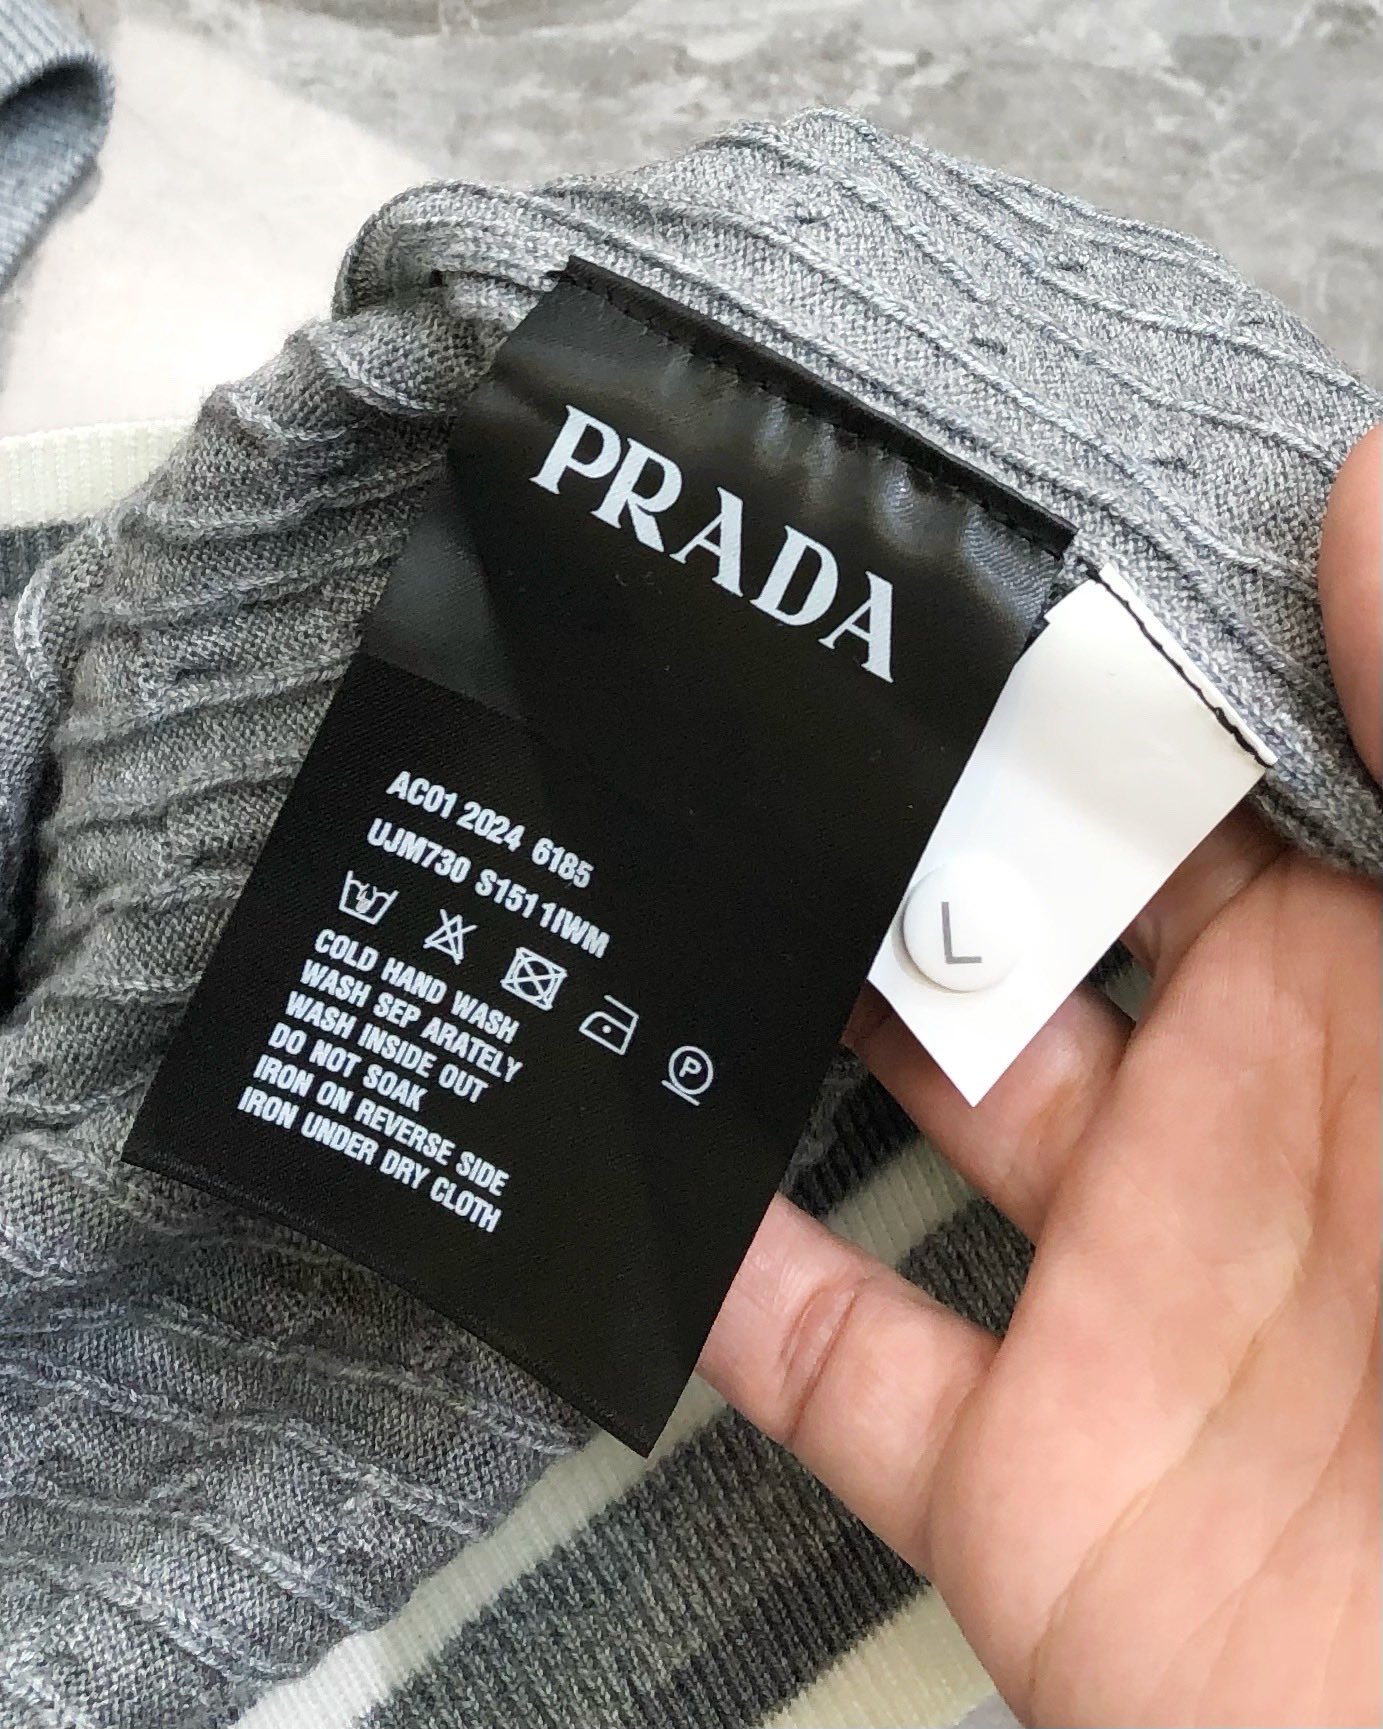 PRADA
AC01 2024 6185
UJM730 S151 1IWM
P
COLD HAND WASH
WASH SEP ARATELY
WASH INSIDE OUT
DO NOT SOAK
IRON ON REVERSE SIDE
IRON UNDER DRY CLOTH
L